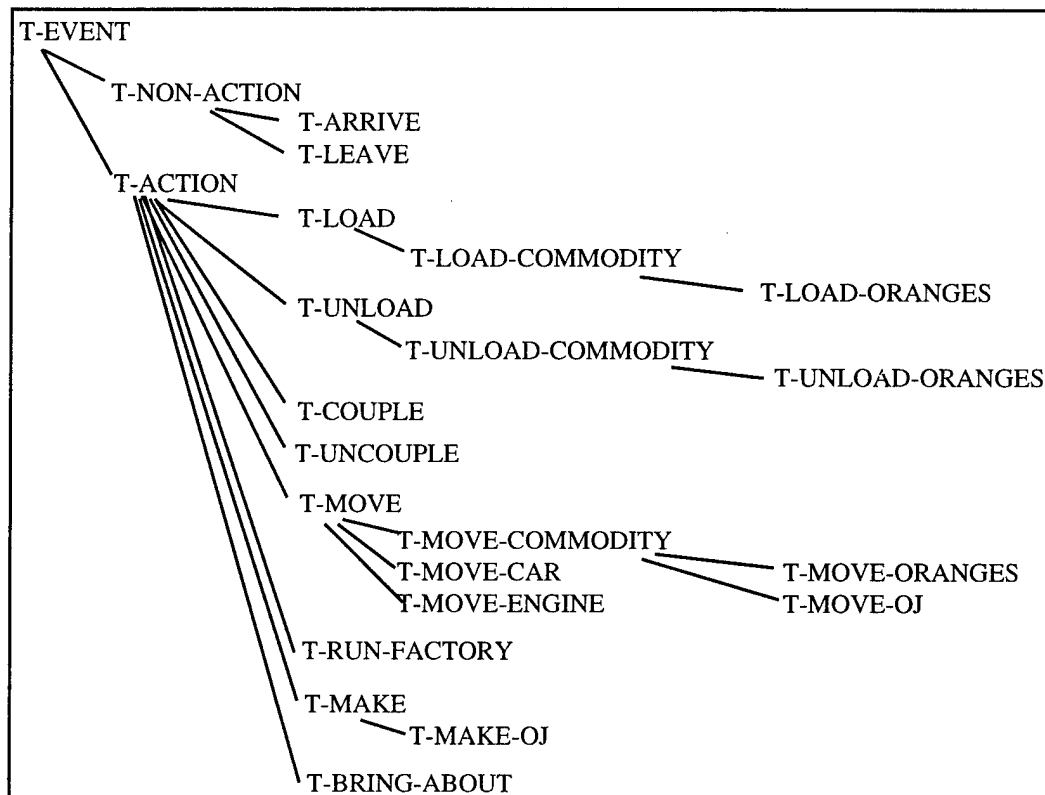 T-EVENT
T-NON-ACTION
T-ARRIVE
T-LEAVE
T-ACTION
T-LOAD
T-LOAD-COMMODITY
T-LOAD-ORANGES
T-UNLOAD
T-UNLOAD-COMMODITY
T-UNLOAD-ORANGES
T-COUPLE
T-UNCOUPLE
T-MOVE
T-MOVE-COMMODITY
T-MOVE-ORANGES
T-MOVE-CAR
T-MOVE-OJ
T-MOVE-ENGINE
T-RUN-FACTORY
T-MAKE
T-MAKE-OJ
T-BRING-ABOUT